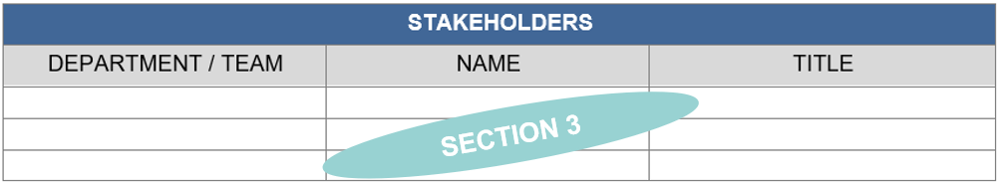 STAKEHOLDERS
DEPARTMENT / TEAM NAME TITLE
SECTION 3